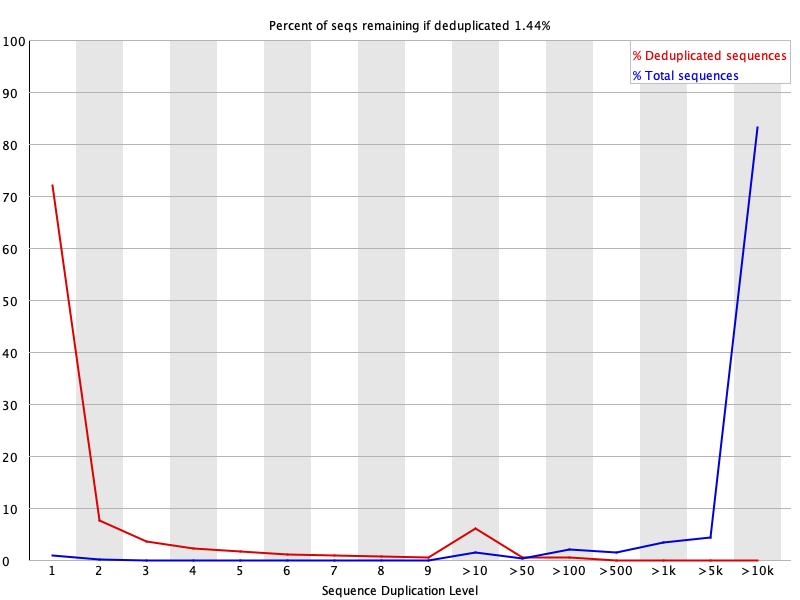 Percent of seqs remaining if deduplicated 1.44%
% Deduplicated sequences
% Total sequences
100
90
80
70
60
50
40
30
20
10
0
1 2 3 4 5 6 7 8 9 >10 >50 >100 >500 >1k >5k >10k
Sequence Duplication Level